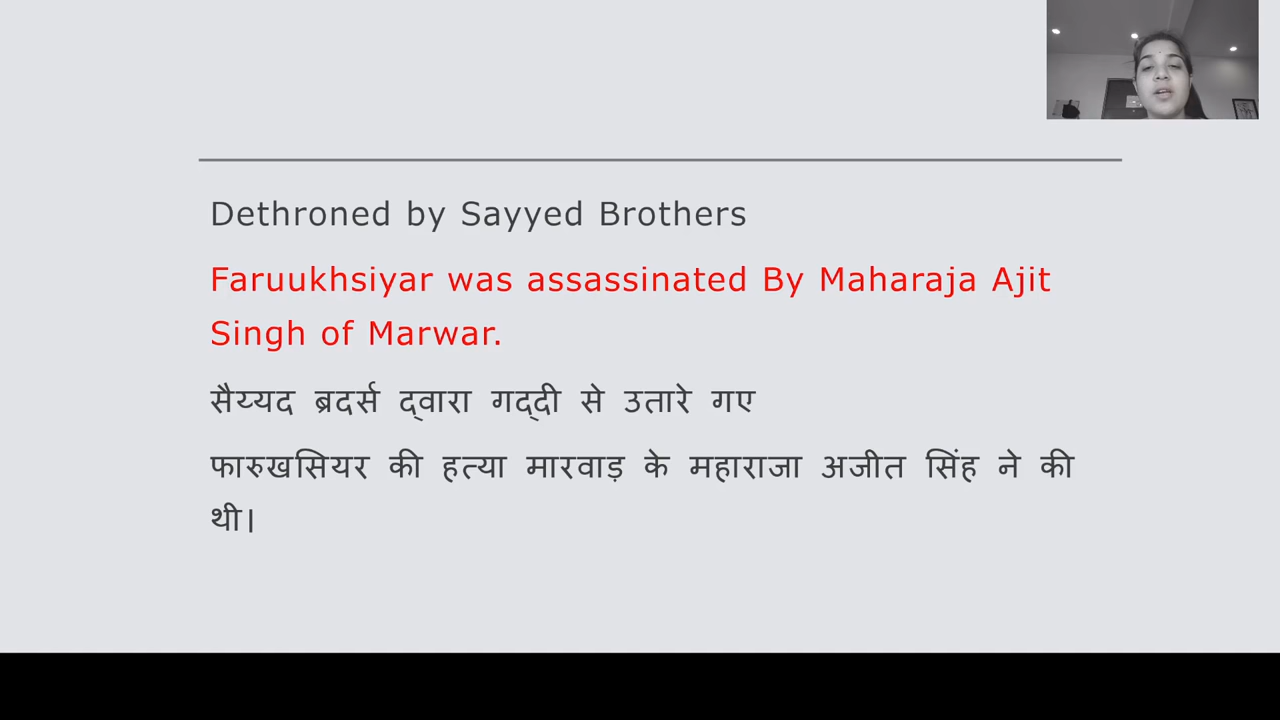 Dethroned by Sayyed Brothers
Faruukhsiyar was assassinated By Maharaja Ajit
Singh of Marwar.
सैय्यद ब्रदर्स द्वारा गद्दी से उतारे गए
फारुखसियर की हत्या मारवाड़ के महाराजा अजीत सिंह ने की
थी।